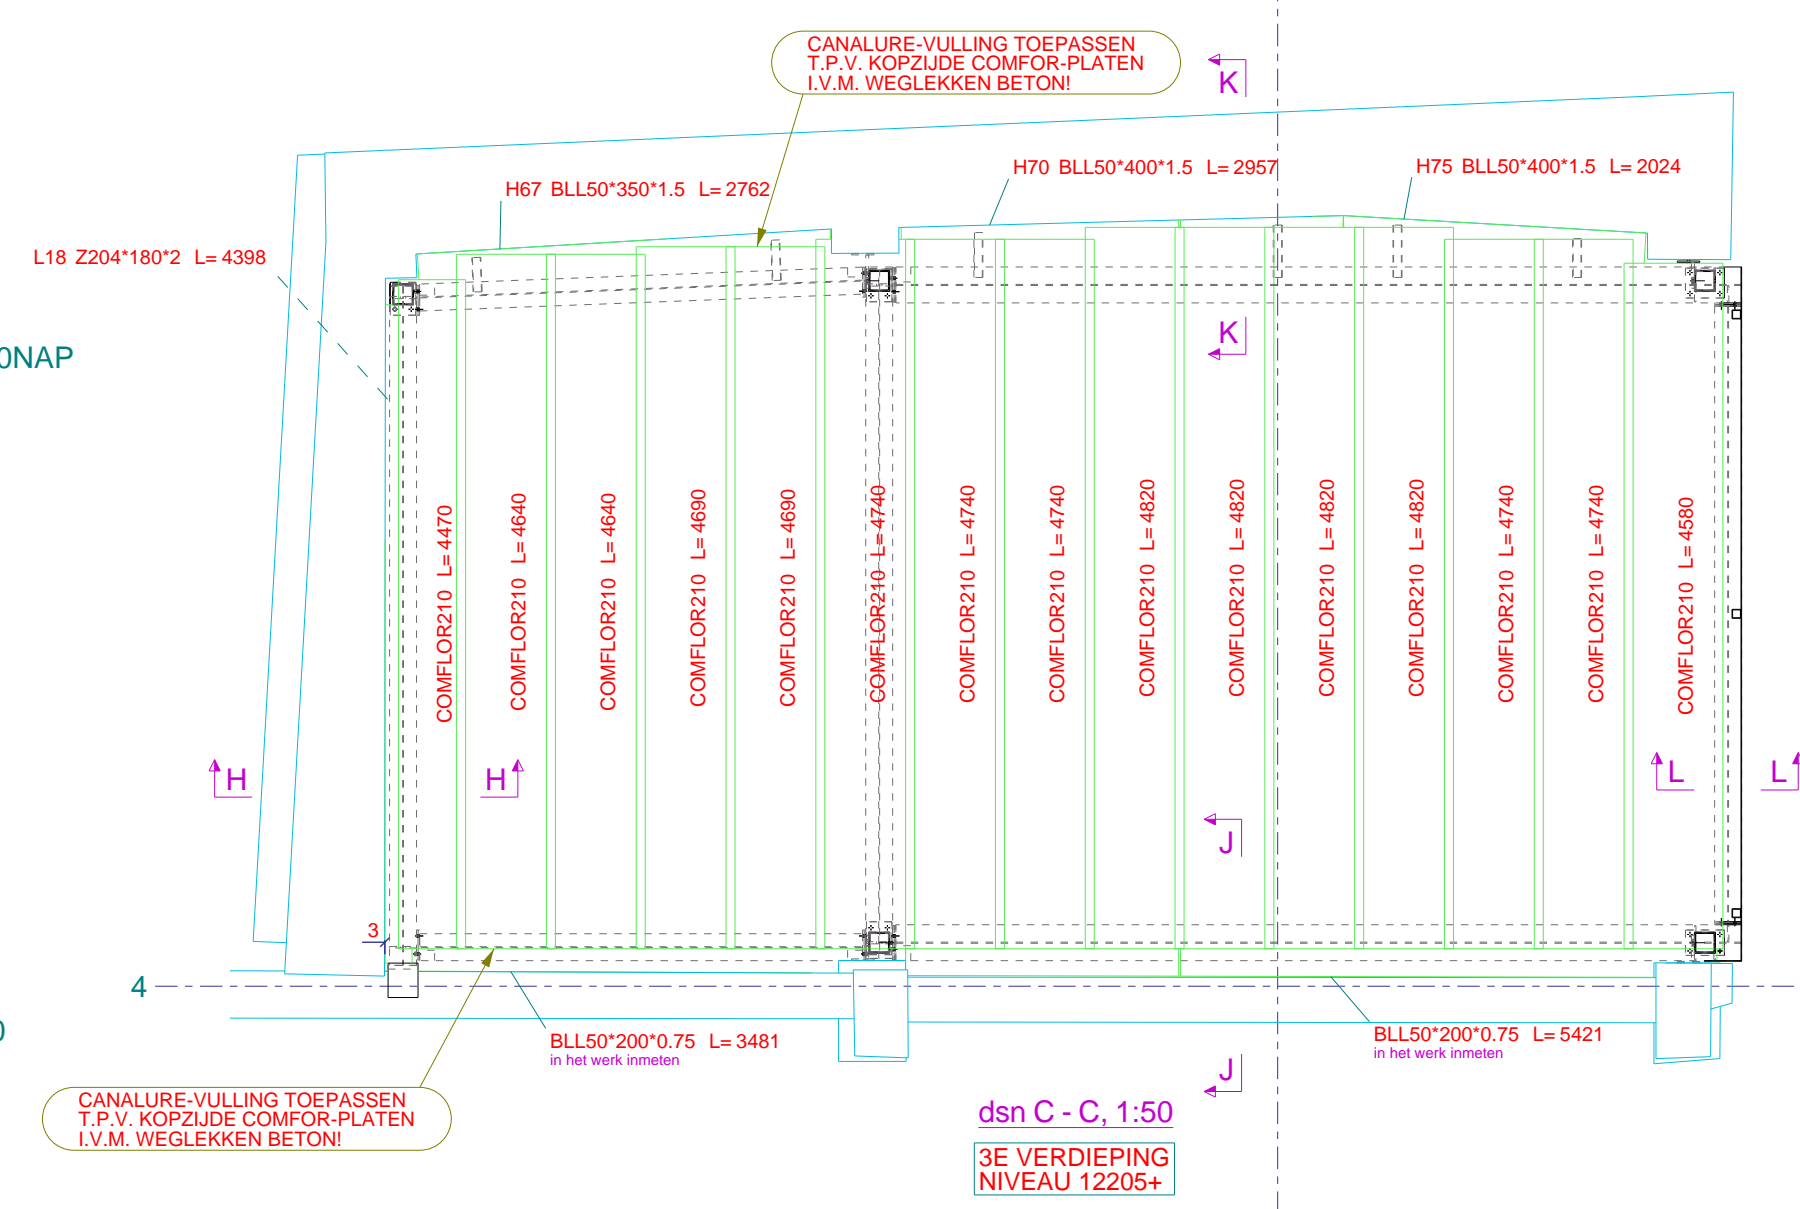 CANALURE-VULLING TOEPASSEN
T.P.V. KOPZIJDE COMFOR-PLATEN
I.V.M. WEGLEKKEN BETON!
K
H67 BLL50*350*1.5 L= 2762
H70 BLL50*400*1.5 L= 2957
H75 BLL50*400*1.5 L= 2024
L18 Z204*180*2 L= 4398
K
0NAP
COMFLOR210 L= 4470
COMFLOR210 L= 4640
COMFLOR210 L= 4640
COMFLOR210 L= 4690
COMFLOR210 L= 4690
COMFLOR210 L= 4740
COMFLOR210 L= 4740
COMFLOR210 L= 4740
COMFLOR210 L= 4820
COMFLOR210 L= 4820
COMFLOR210 L= 4820
COMFLOR210 L= 4820
COMFLOR210 L= 4740
COMFLOR210 L= 4740
COMFLOR210 L= 4580
H
H
L
L
J
3
4
0
BLL50*200*0.75 L= 3481
in het werk inmeten
BLL50*200*0.75 L= 5421
in het werk inmeten
J
CANALURE-VULLING TOEPASSEN
T.P.V. KOPZIJDE COMFOR-PLATEN
I.V.M. WEGLEKKEN BETON!
dsn C - C, 1:50
3E VERDIEPING
NIVEAU 12205+